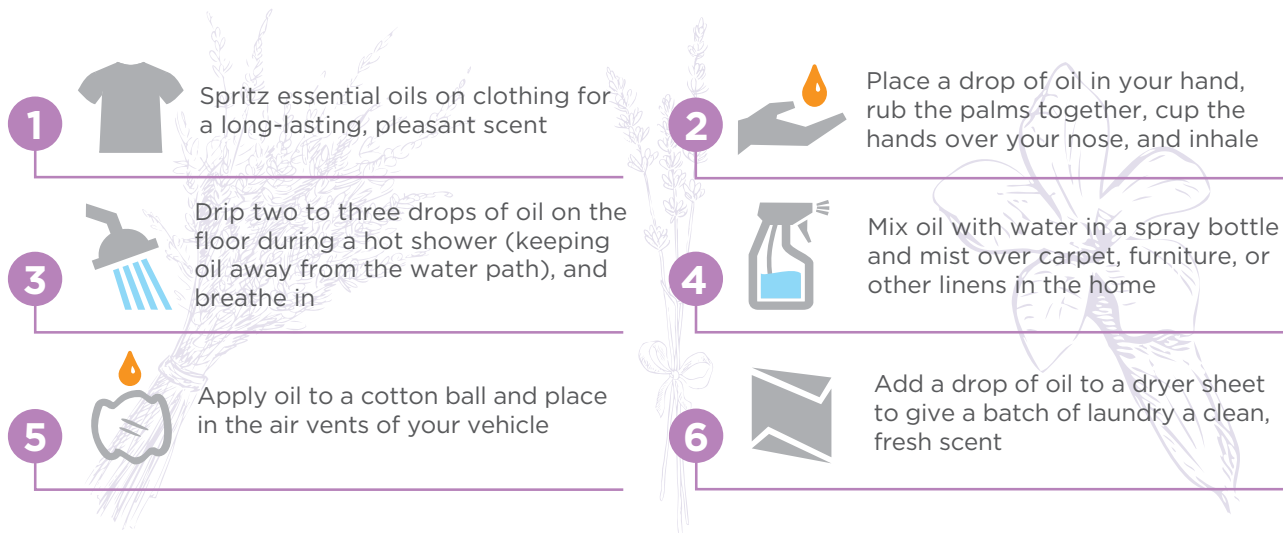 1
Spritz essential oils on clothing for
a long-lasting, pleasant scent
2
Place a drop of oil in your hand,
rub the palms together, cup the
hands over your nose, and inhale
3
Drip two to three drops of oil on the
floor during a hot shower (keeping
oil away from the water path), and
breathe in
4
Mix oil with water in a spray bottle
and mist over carpet, furniture, or
other linens in the home
5
Apply oil to a cotton ball and place
in the air vents of your vehicle
6
Add a drop of oil to a dryer sheet
to give a batch of laundry a clean,
fresh scent